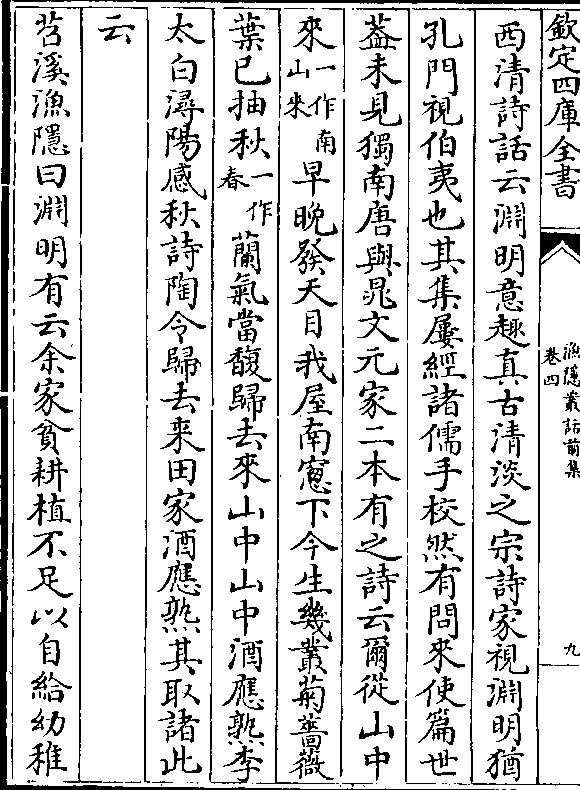 欽定四庫全書
漁隱叢話前集
卷四
九
西清詩話云淵明意趣真古清淡之宗詩家視淵明猶
孔門視伯夷也其集屢經諸儒手校然有問來使篇世
蓋未見獨南唐與晁文元家二本有之詩云爾從山中
來一作南山來早晚發天目我屋南窓下今生幾叢菊薔薇
葉已抽秋一作春蘭氣當馥歸去來山中山中酒應熟李
太白潯陽感秋詩陶令歸去来田家酒應熟其取諸此
云
苕溪漁隱曰淵明有云余家貧耕植不足以自給幼稚